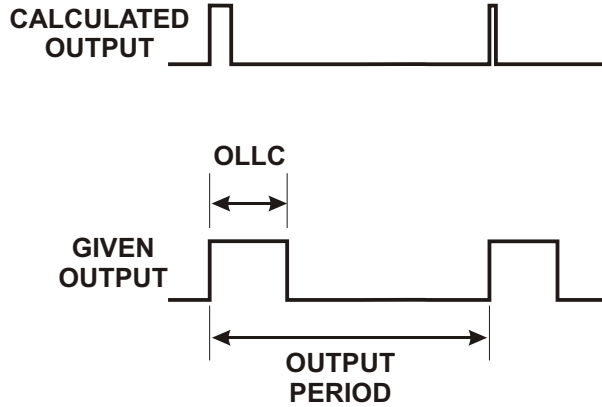 CALCULATED
OUTPUT
OLLC
GIVEN
OUTPUT
OUTPUT
PERIOD